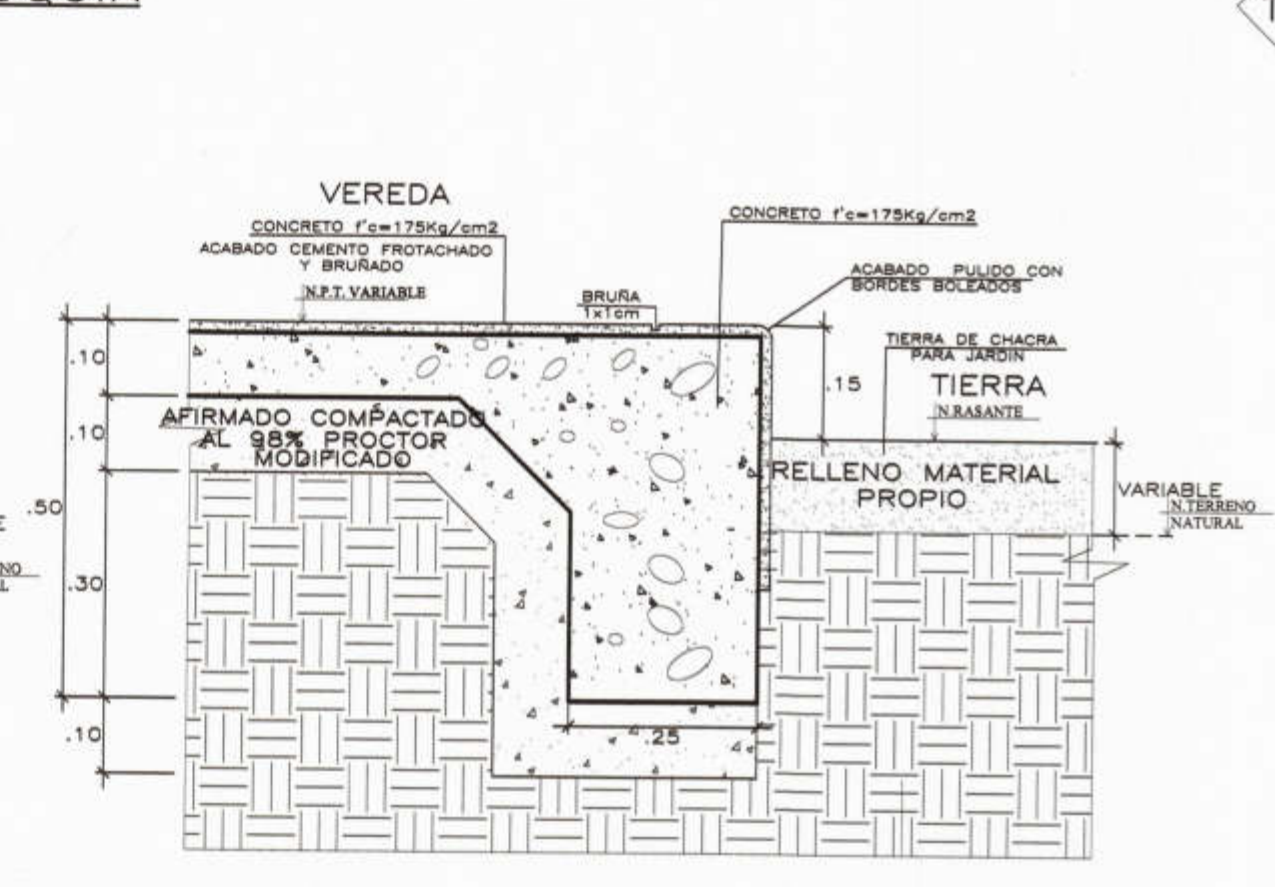 VEREDA
CONCRETO f'c=175Kg/cm2
ACABADO CEMENTO FROTACHADO
Y BRUÑADO
N.P.T. VARIABLE
BRUÑA
1x1cm
CONCRETO f'c=175Kg/cm2
ACABADO PULIDO CON
BORDES BOLEADOS
TIERRA DE CHACRA
PARA JARDIN
TIERRA
N.RASANTE
.15
.10
.10
.50
.30
.10
AFIRMADO COMPACTADO
AL 98% PROCTOR
MODIFICADO
RELLENO MATERIAL
PROPIO
VARIABLE
N.TERRENO
NATURAL
.25